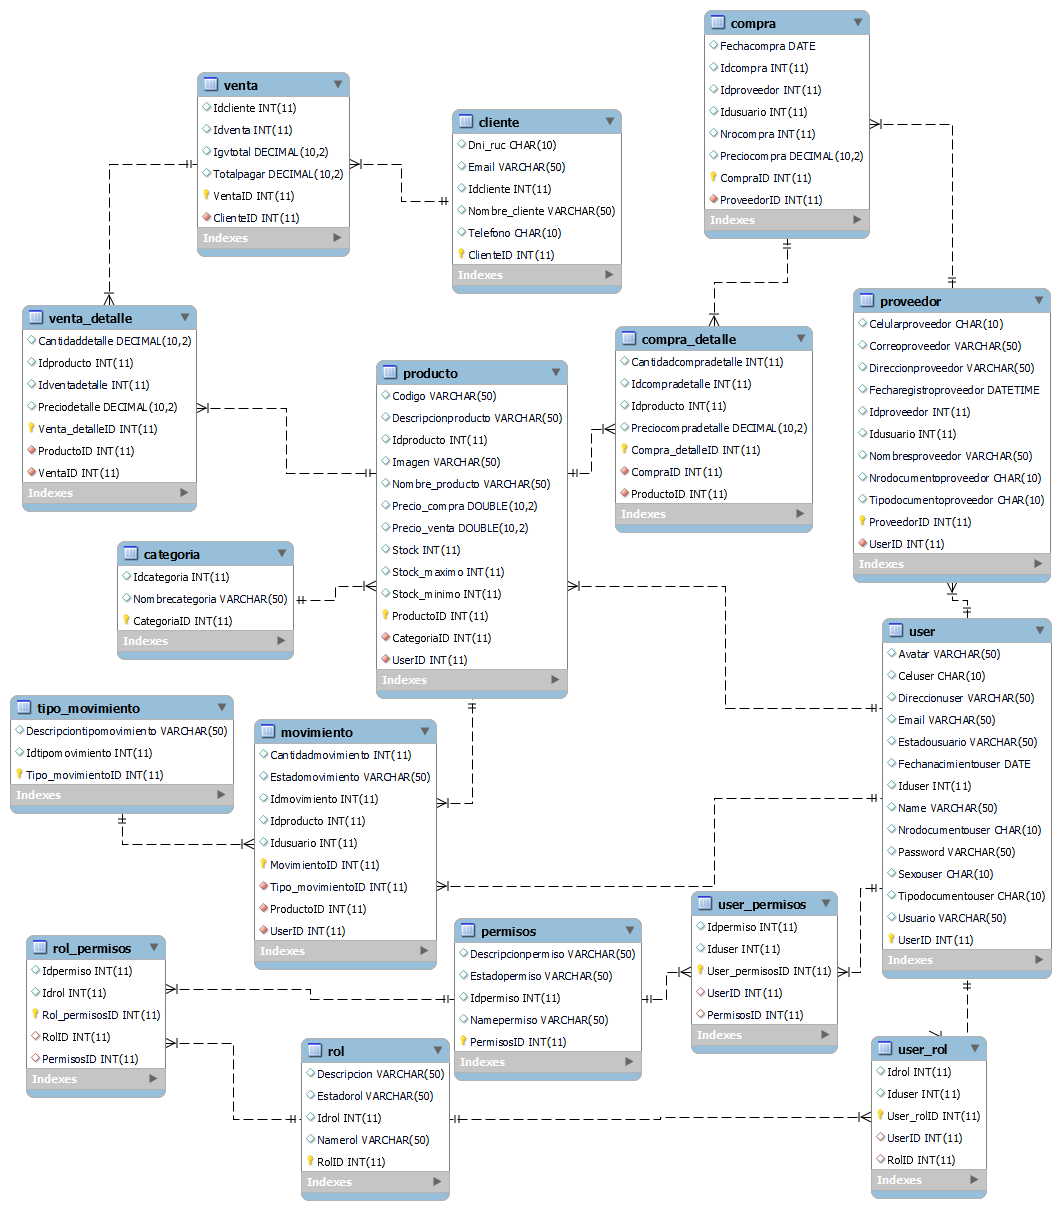 compra
Fechacompra DATE
Idcompra INT(11)
Idproveedor INT(11)
Idusuario INT(11)
Nrocompra INT(11)
Preciocompra DECIMAL(10,2)
CompraID INT(11)
ProveedorID INT(11)
Indexes
venta
Idcliente INT(11)
Idventa INT(11)
Igvtotal DECIMAL(10,2)
Totalpagar DECIMAL(10,2)
VentaID INT(11)
ClienteID INT(11)
Indexes
cliente
Dni_ruc CHAR(10)
Email VARCHAR(50)
Idcliente INT(11)
Nombre_cliente VARCHAR(50)
Telefono CHAR(10)
ClienteID INT(11)
Indexes
proveedor
Celularproveedor CHAR(10)
Correoproveedor VARCHAR(50)
Direccionproveedor VARCHAR(50)
Fecharegistroproveedor DATETIME
Idproveedor INT(11)
Idusuario INT(11)
Nombresproveedor VARCHAR(50)
Nrodocumentoproveedor CHAR(10)
Tipodocumentoproveedor CHAR(10)
ProveedorID INT(11)
UserID INT(11)
Indexes
venta_detalle
Cantidaddetalle DECIMAL(10,2)
Idproducto INT(11)
Idventadetalle INT(11)
Preciodetalle DECIMAL(10,2)
Venta_detalleID INT(11)
ProductoID INT(11)
VentaID INT(11)
Indexes
compra_detalle
Cantidadcompradetalle INT(11)
Idcompradetalle INT(11)
Idproducto INT(11)
Preciocompradetalle DECIMAL(10,2)
Compra_detalleID INT(11)
CompraID INT(11)
ProductoID INT(11)
Indexes
producto
Codigo VARCHAR(50)
Descripcionproducto VARCHAR(50)
Idproducto INT(11)
Imagen VARCHAR(50)
Nombre_producto VARCHAR(50)
Precio_compra DOUBLE(10,2)
Precio_venta DOUBLE(10,2)
Stock INT(11)
Stock_maximo INT(11)
Stock_minimo INT(11)
ProductoID INT(11)
CategoriaID INT(11)
UserID INT(11)
Indexes
categoria
Idcategoria INT(11)
Nombrecategoria VARCHAR(50)
CategoriaID INT(11)
Indexes
user
Avatar VARCHAR(50)
Celuser CHAR(10)
Direccionuser VARCHAR(50)
Email VARCHAR(50)
Estadousuario VARCHAR(50)
Fechanacimientouser DATE
Iduser INT(11)
Name VARCHAR(50)
Nrodocumentouser CHAR(10)
Password VARCHAR(50)
Sexouser CHAR(10)
Tipodocumentouser CHAR(10)
Usuario VARCHAR(50)
UserID INT(11)
Indexes
tipo_movimiento
Descripciontipomovimiento VARCHAR(50)
Idtipomovimiento INT(11)
Tipo_movimientoID INT(11)
Indexes
movimiento
Cantidadmovimiento INT(11)
Estadomovimiento VARCHAR(50)
Idmovimiento INT(11)
Idproducto INT(11)
Idusuario INT(11)
MovimientoID INT(11)
Tipo_movimientoID INT(11)
ProductoID INT(11)
UserID INT(11)
Indexes
user_permisos
Idpermiso INT(11)
Iduser INT(11)
User_permisosID INT(11)
UserID INT(11)
PermisosID INT(11)
Indexes
permisos
Descripcionpermiso VARCHAR(50)
Estadopermiso VARCHAR(50)
Idpermiso INT(11)
Namepermiso VARCHAR(50)
PermisosID INT(11)
Indexes
rol_permisos
Idpermiso INT(11)
Idrol INT(11)
Rol_permisosID INT(11)
RolID INT(11)
PermisosID INT(11)
Indexes
rol
Descripcion VARCHAR(50)
Estadorol VARCHAR(50)
Idrol INT(11)
Namerol VARCHAR(50)
RolID INT(11)
Indexes
user_rol
Idrol INT(11)
Iduser INT(11)
User_rolID INT(11)
UserID INT(11)
RolID INT(11)
Indexes